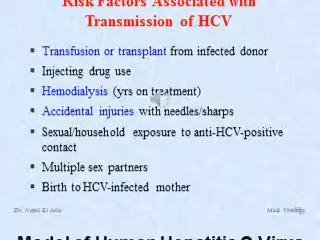 Risk Factors Associated with
Transmission of HCV
Transfusion or transplant from infected donor
Injecting drug use
Hemodialysis (yrs on treatment)
Accidental injuries with needles/sharps
Sexual/household exposure to anti-HCV-positive
contact
Multiple sex partners
Birth to HCV-infected mother
Model of Human Hepatitis C Virus